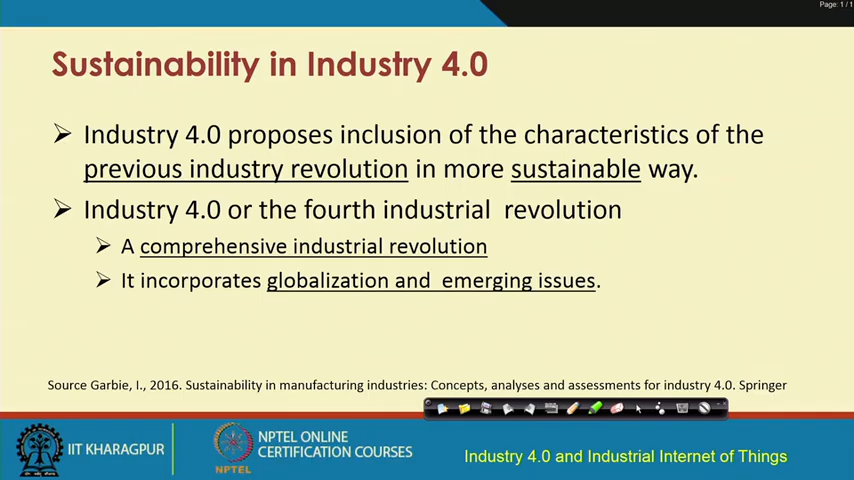 Page: 1 / 1
Sustainability in Industry 4.0
➢ Industry 4.0 proposes inclusion of the characteristics of the
previous industry revolution in more sustainable way.
➢ Industry 4.0 or the fourth industrial revolution
➢ A comprehensive industrial revolution
➢ It incorporates globalization and emerging issues.
Source Garbie, I., 2016. Sustainability in manufacturing industries: Concepts, analyses and assessments for industry 4.0. Springer
IIT KHARAGPUR
NPTEL
NPTEL ONLINE
CERTIFICATION COURSES
Industry 4.0 and Industrial Internet of Things